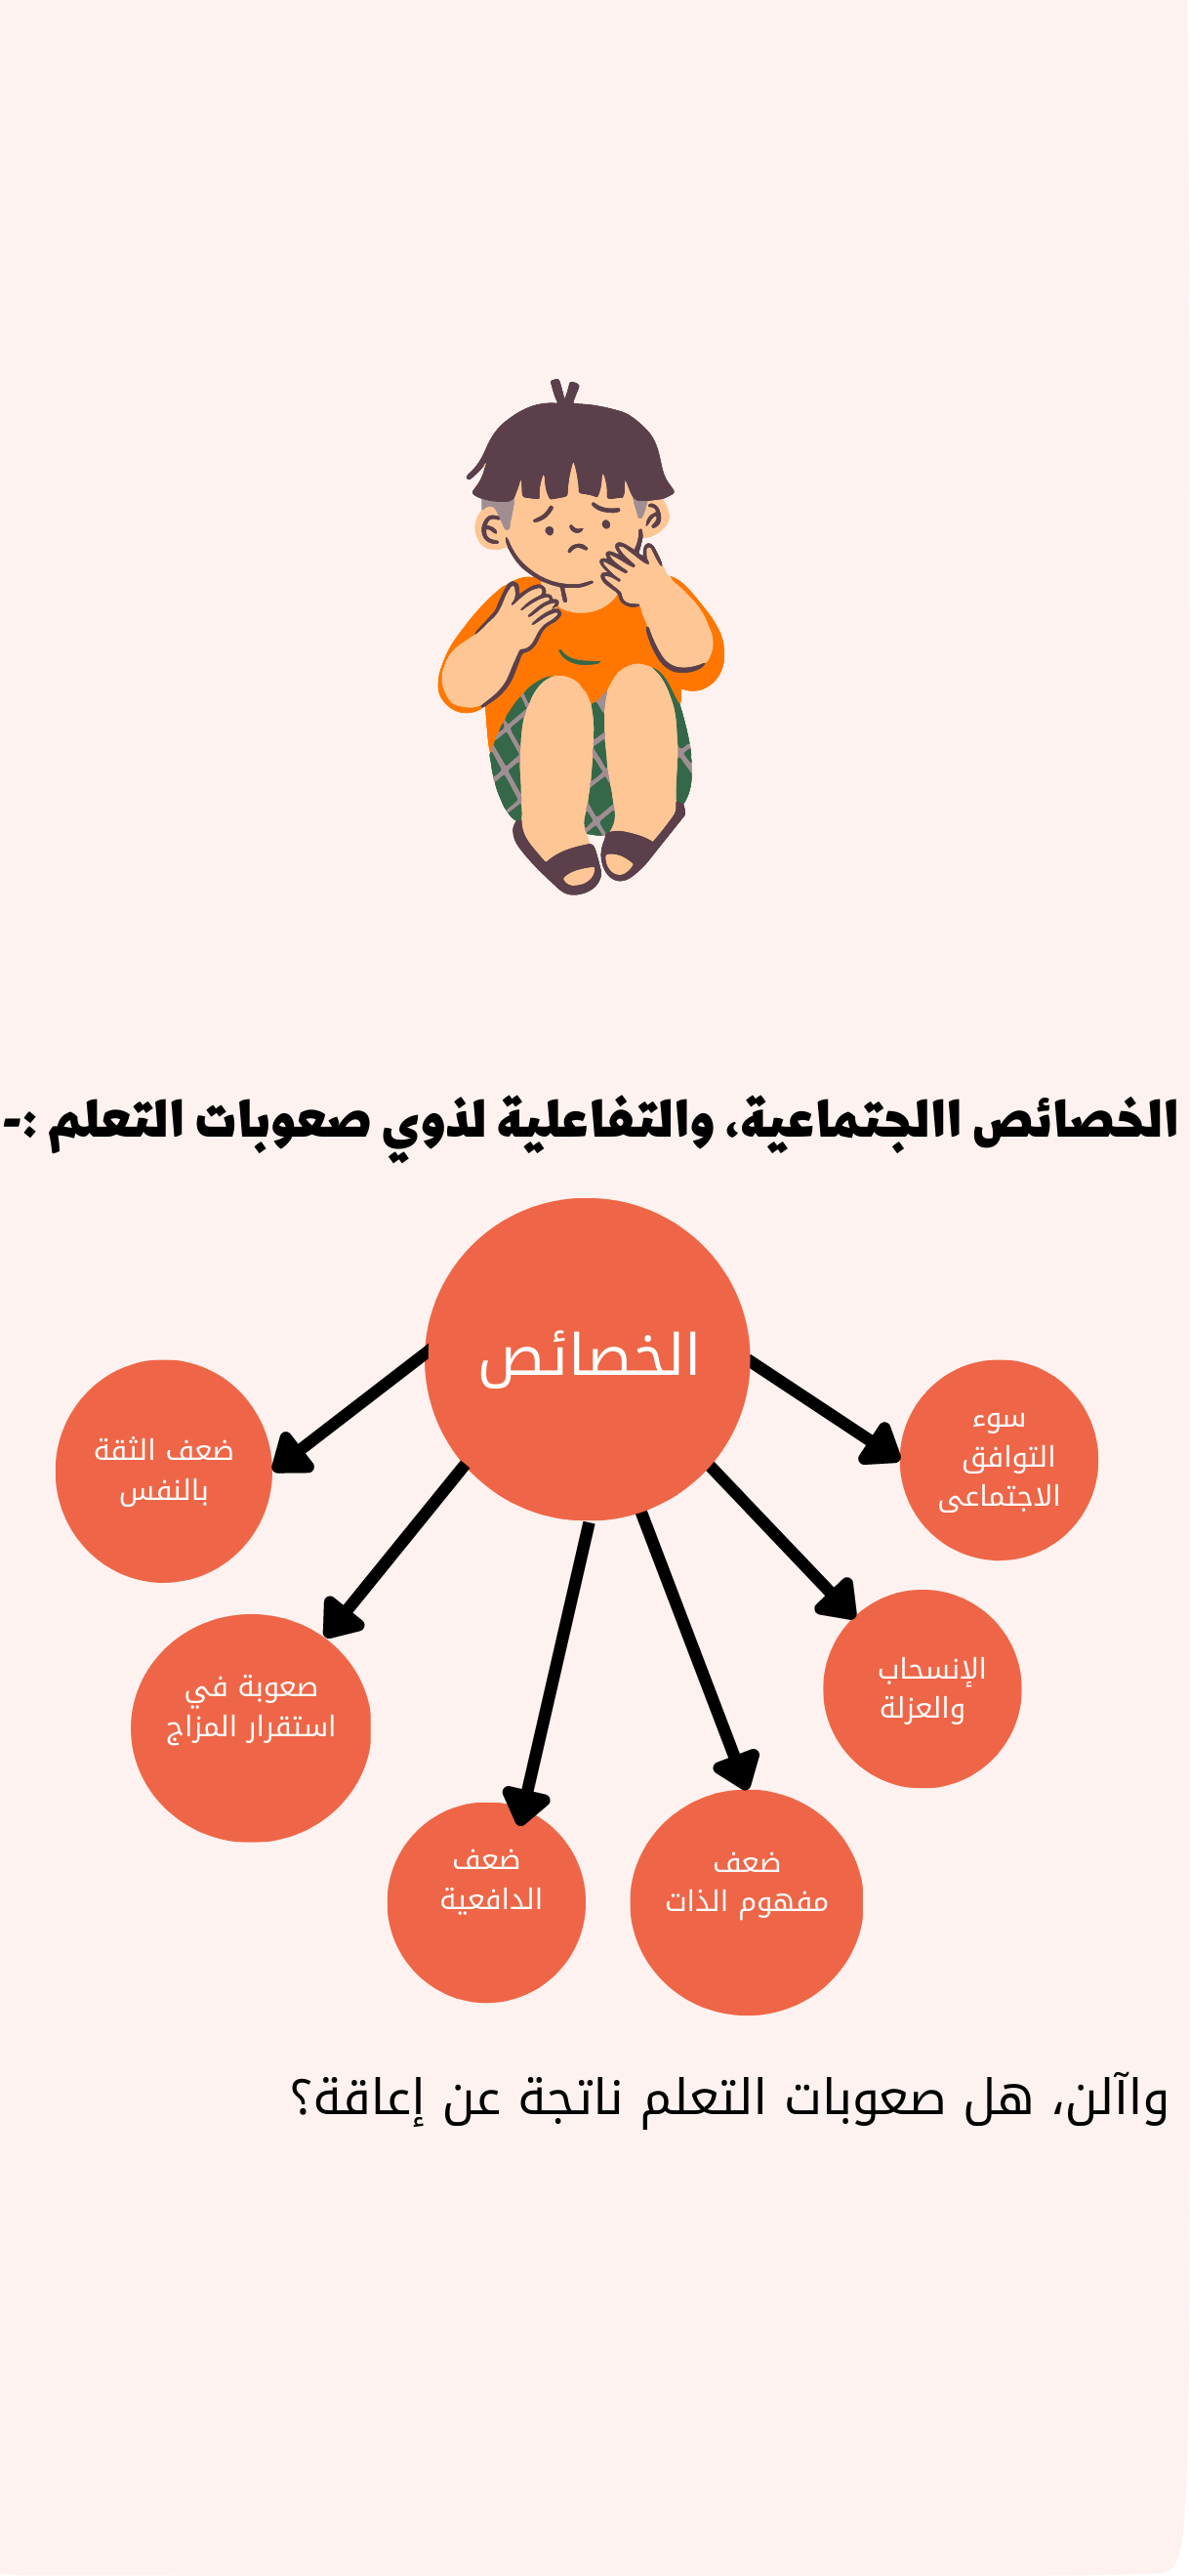 الخصائص االجتماعية، والتفاعلية لذوي صعوبات التعلم :-
الخصائص
سوء
التوافق
الاجتماعى
الإنسحاب
والعزلة
ضعف
مفهوم الذات
ضعف
الدافعية
صعوبة في
استقرار المزاج
ضعف الثقة
بالنفس
واآلن، هل صعوبات التعلم ناتجة عن إعاقة؟